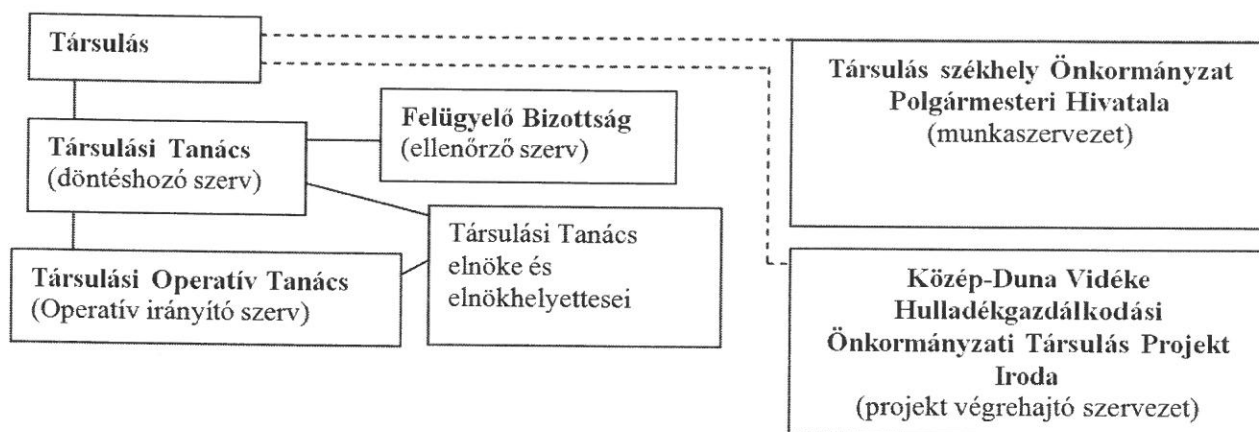 Társulás
Társulási Tanács
(döntéshozó szerv)
Felügyelő Bizottság
(ellenőrző szerv)
Társulási Operatív Tanács
(Operatív irányító szerv)
Társulási Tanács
elnöke és
elnökhelyettesei
Társulás székhely Önkormányzat
Polgármesteri Hivatala
(munkaszervezet)
Közép-Duna Vidéke
Hulladékgazdálkodási
Önkormányzati Társulás Projekt
Iroda
(projekt végrehajtó szervezet)